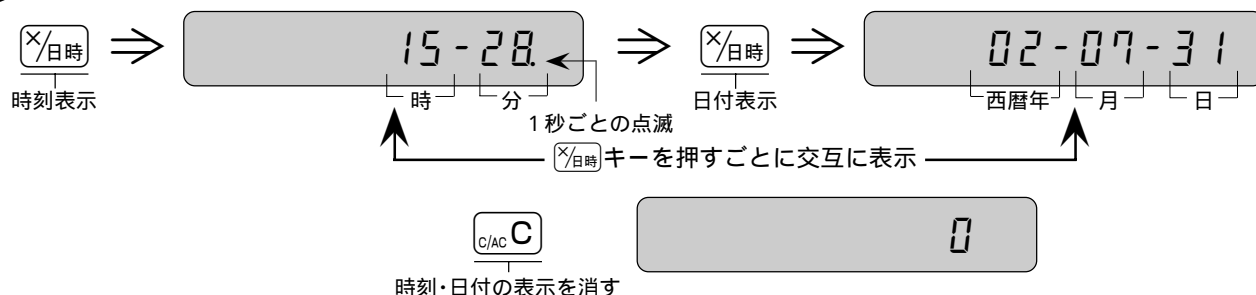 ×/日時 ⇒ 15-28. ⇒ ×/日時 ⇒ 02-07-31
時刻表示 時 分 日付表示 西暦年 月 日
1秒ごとの点滅
×/日時キーを押すごとに交互に表示
C/AC C 0
時刻・日付の表示を消す